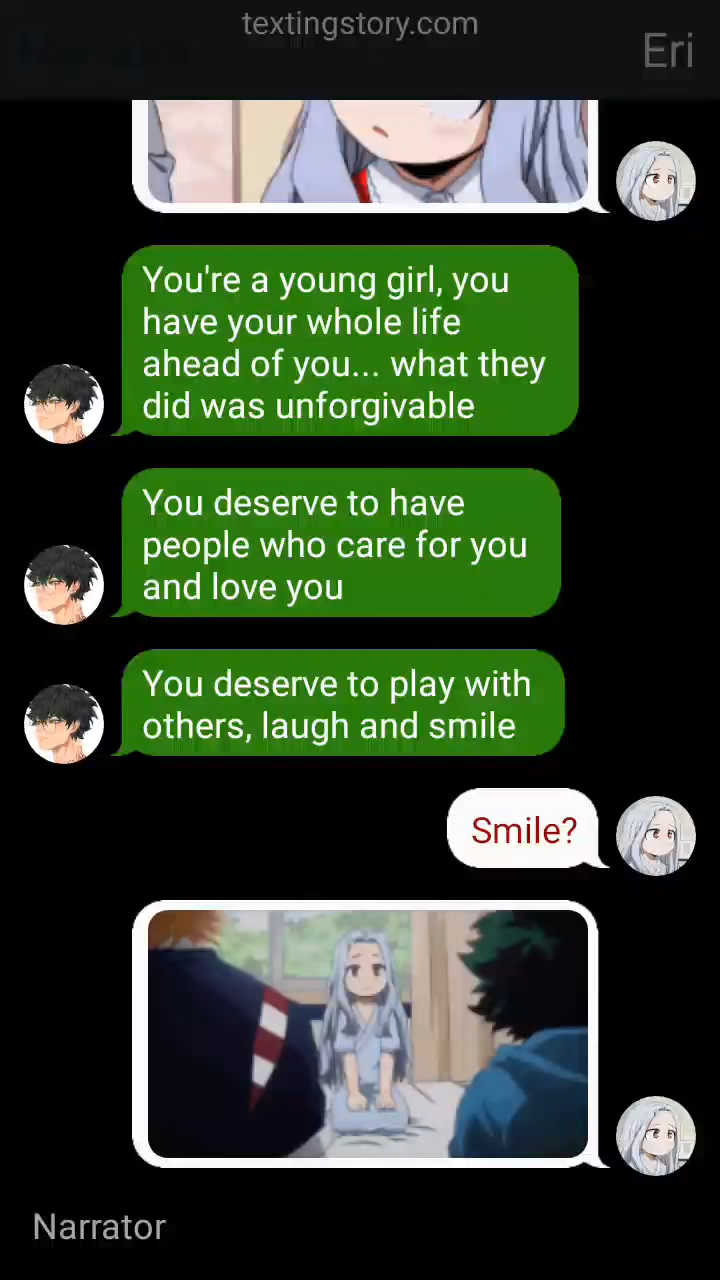 textingstory.com
Narrator
Eri
You're a young girl, you
have your whole life
ahead of you... what they
did was unforgivable
You deserve to have
people who care for you
and love you
You deserve to play with
others, laugh and smile
Smile?
Narrator